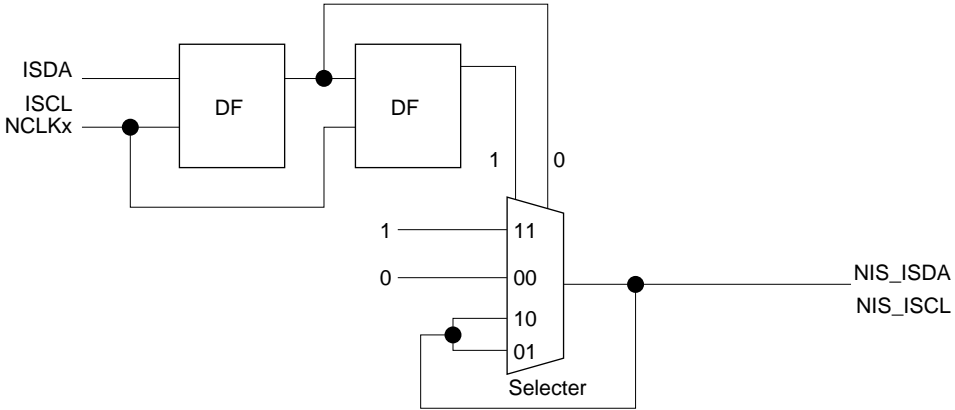 ISDA
ISCL
NCLKx
DF
DF
1
0
1
11
0
00
10
01
NIS_ISDA
NIS_ISCL
Selecter